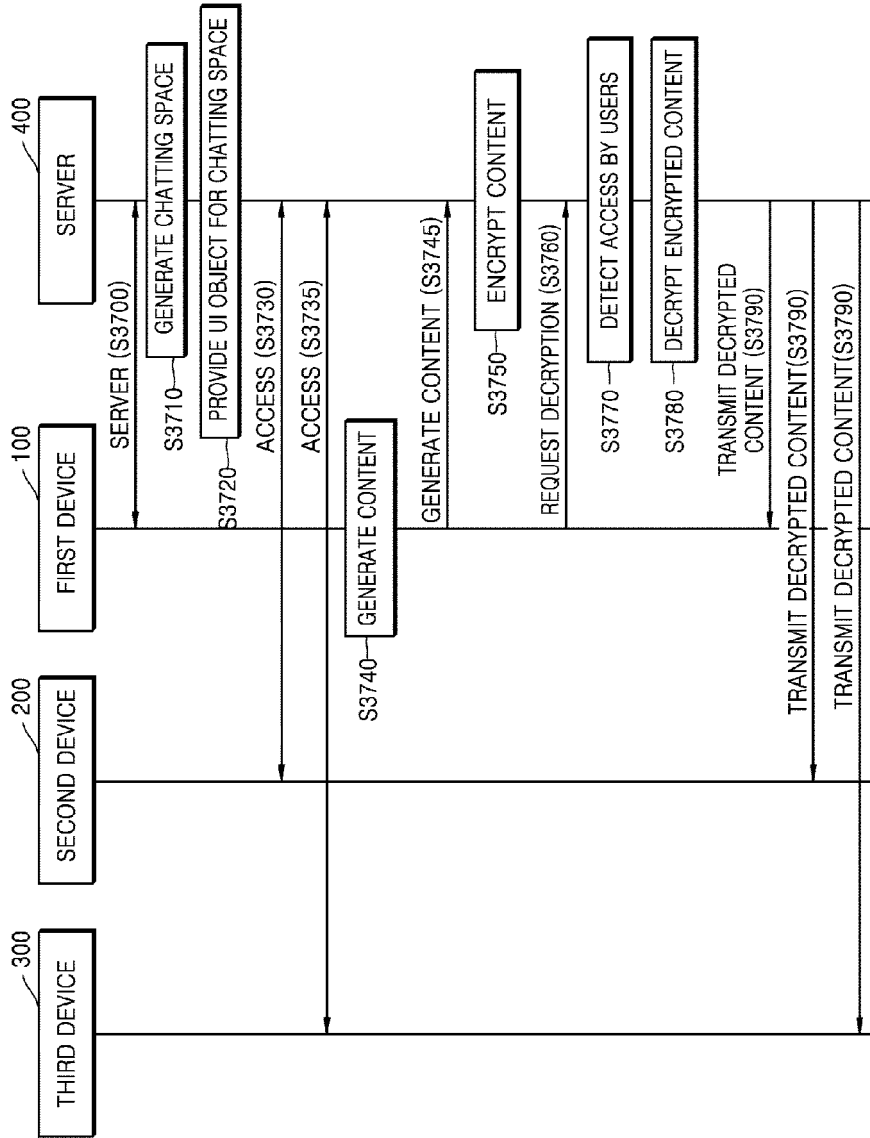 300
THIRD DEVICE
200
SECOND DEVICE
100
FIRST DEVICE
400
SERVER
SERVER (S3700)
S3710
GENERATE CHATTING SPACE
S3720
PROVIDE UI OBJECT FOR CHATTING SPACE
ACCESS (S3730)
ACCESS (S3735)
S3740
GENERATE CONTENT
GENERATE CONTENT (S3745)
S3750
ENCRYPT CONTENT
REQUEST DECRYPTION (S3760)
S3770
DETECT ACCESS BY USERS
S3780
DECRYPT ENCRYPTED CONTENT
TRANSMIT DECRYPTED
CONTENT (S3790)
TRANSMIT DECRYPTED CONTENT(S3790)
TRANSMIT DECRYPTED CONTENT(S3790)